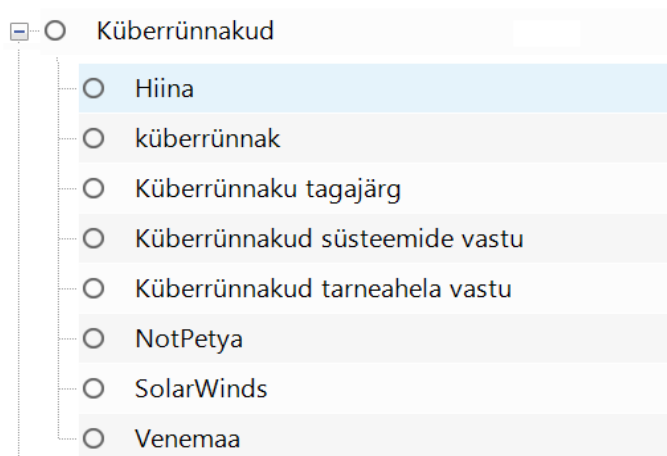 Küberrünnakud
Hiina
küberrünnak
Küberrünnaku tagajärg
Küberrünnakud süsteemide vastu
Küberrünnakud tarneahela vastu
NotPetya
SolarWinds
Venemaa